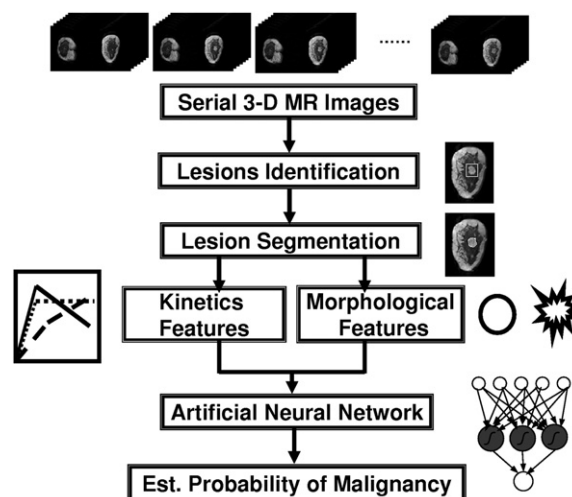 Serial 3-D MR Images
Lesions Identification
Lesion Segmentation
Kinetics
Features
Morphological
Features
Artificial Neural Network
Est. Probability of Malignancy